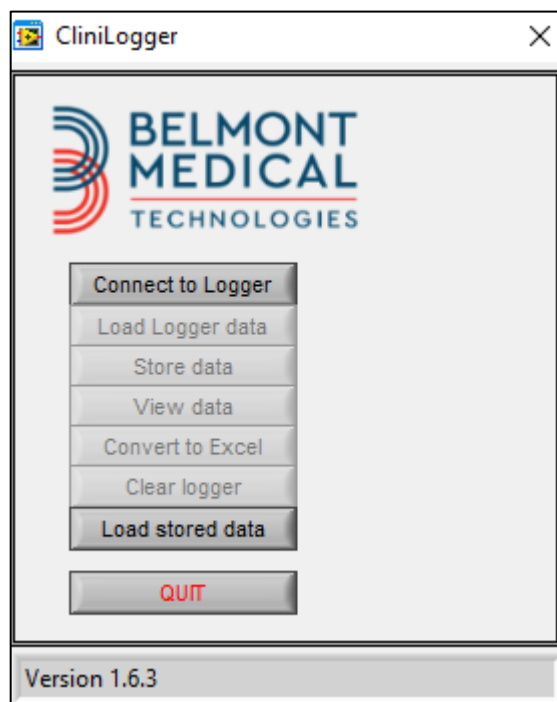 CliniLogger
BELMONT
MEDICAL
TECHNOLOGIES
Connect to Logger
Load Logger data
Store data
View data
Convert to Excel
Clear logger
Load stored data
QUIT
Version 1.6.3